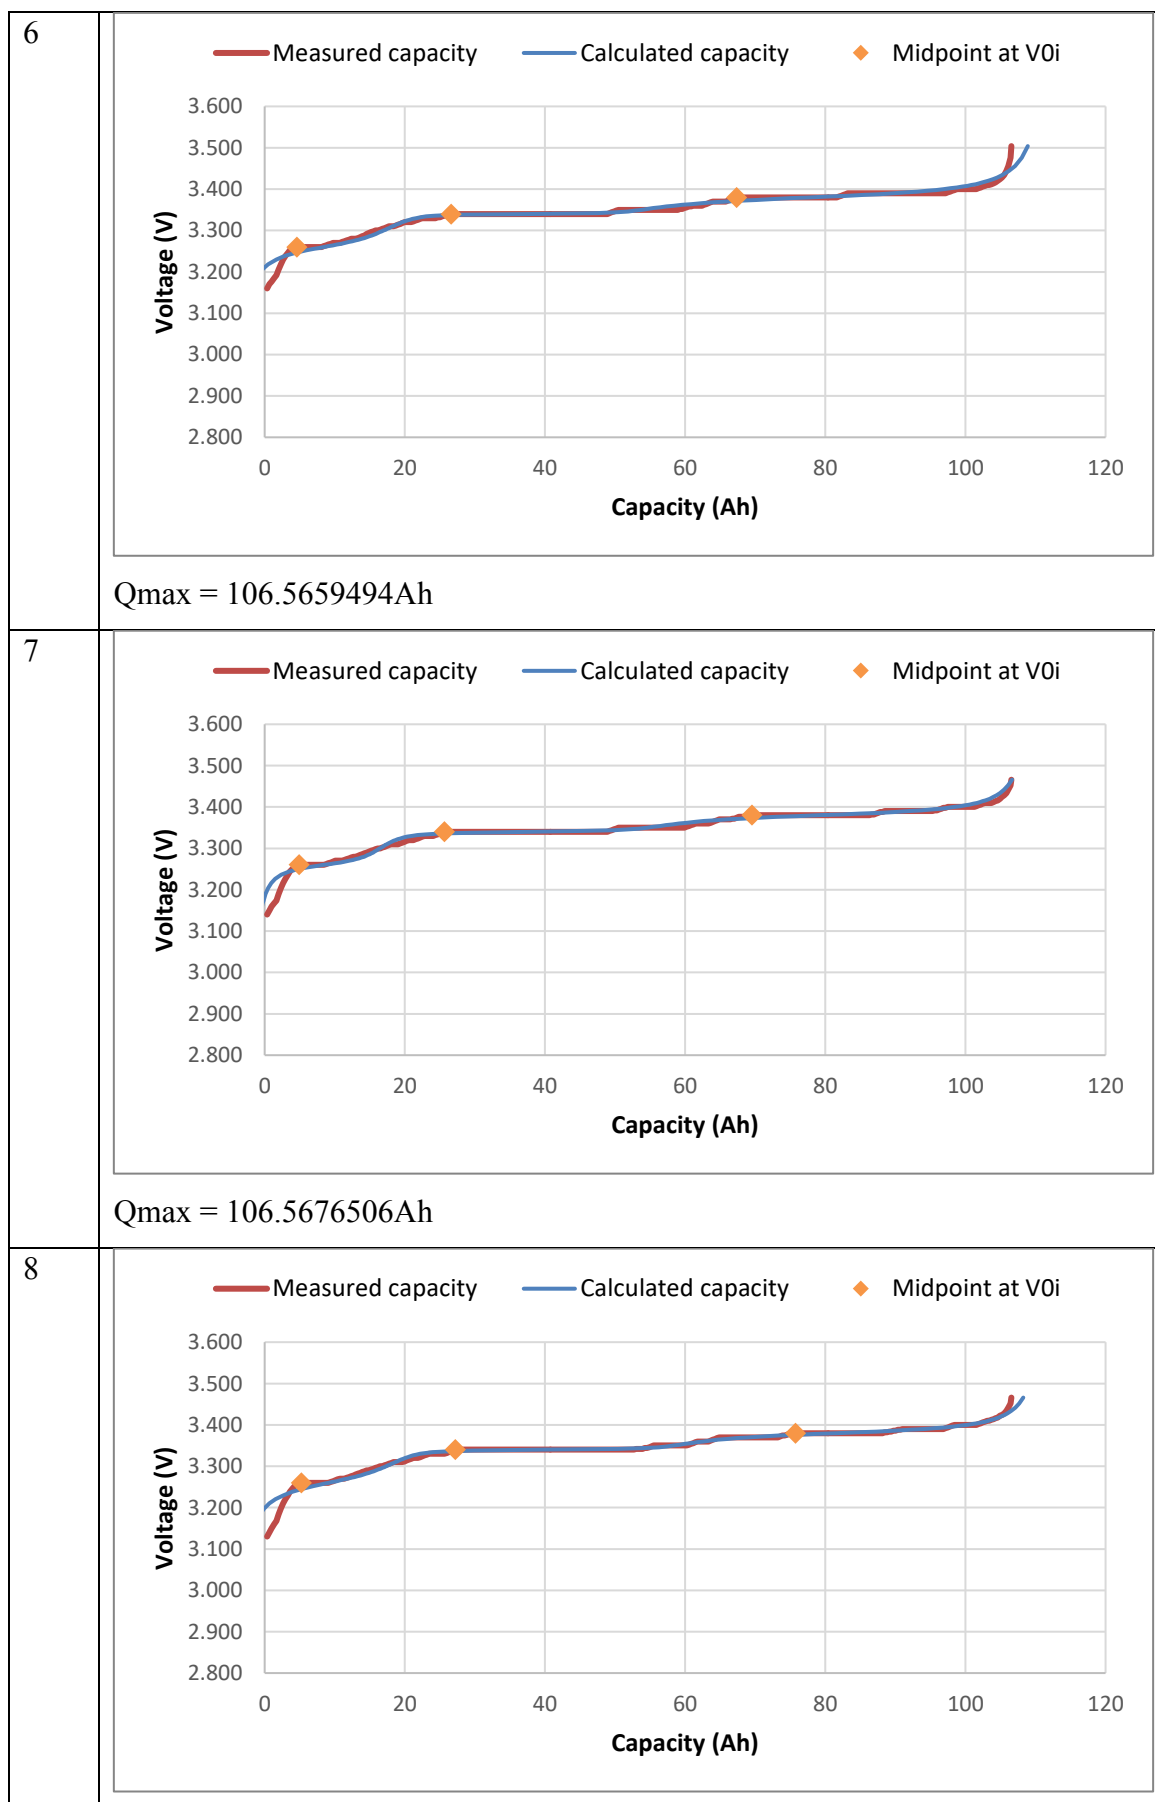 6
Measured capacity Calculated capacity Midpoint at V0i
3.600
3.500
3.400
3.300
3.200
3.100
3.000
2.900
2.800
Voltage (V)
0 20 40 60 80 100 120
Capacity (Ah)
Qmax = 106.5659494Ah
7
Measured capacity Calculated capacity Midpoint at V0i
3.600
3.500
3.400
3.300
3.200
3.100
3.000
2.900
2.800
Voltage (V)
0 20 40 60 80 100 120
Capacity (Ah)
Qmax = 106.5676506Ah
8
Measured capacity Calculated capacity Midpoint at V0i
3.600
3.500
3.400
3.300
3.200
3.100
3.000
2.900
2.800
Voltage (V)
0 20 40 60 80 100 120
Capacity (Ah)